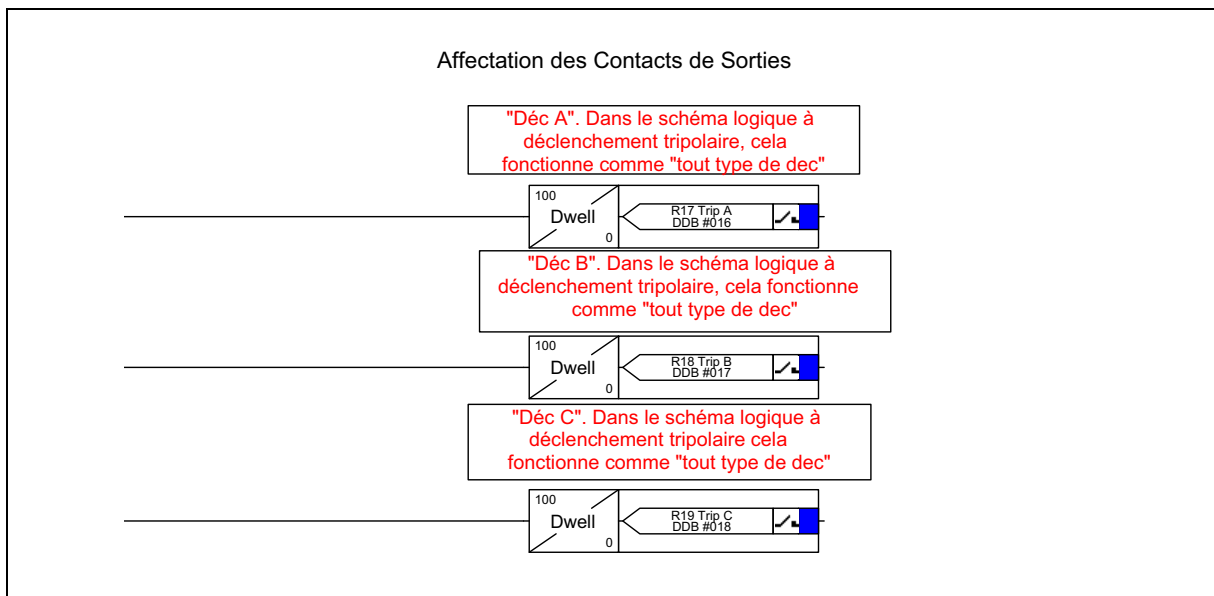 Affectation des Contacts de Sorties
"Déc A". Dans le schéma logique à
déclenchement tripolaire, cela
fonctionne comme "tout type de dec"
100
Dwell
0
R17 Trip A
DDB #016
"Déc B". Dans le schéma logique à
déclenchement tripolaire, cela fonctionne
comme "tout type de dec"
100
Dwell
0
R18 Trip B
DDB #017
"Déc C". Dans le schéma logique à
déclenchement tripolaire cela
fonctionne comme "tout type de dec"
100
Dwell
0
R19 Trip C
DDB #018